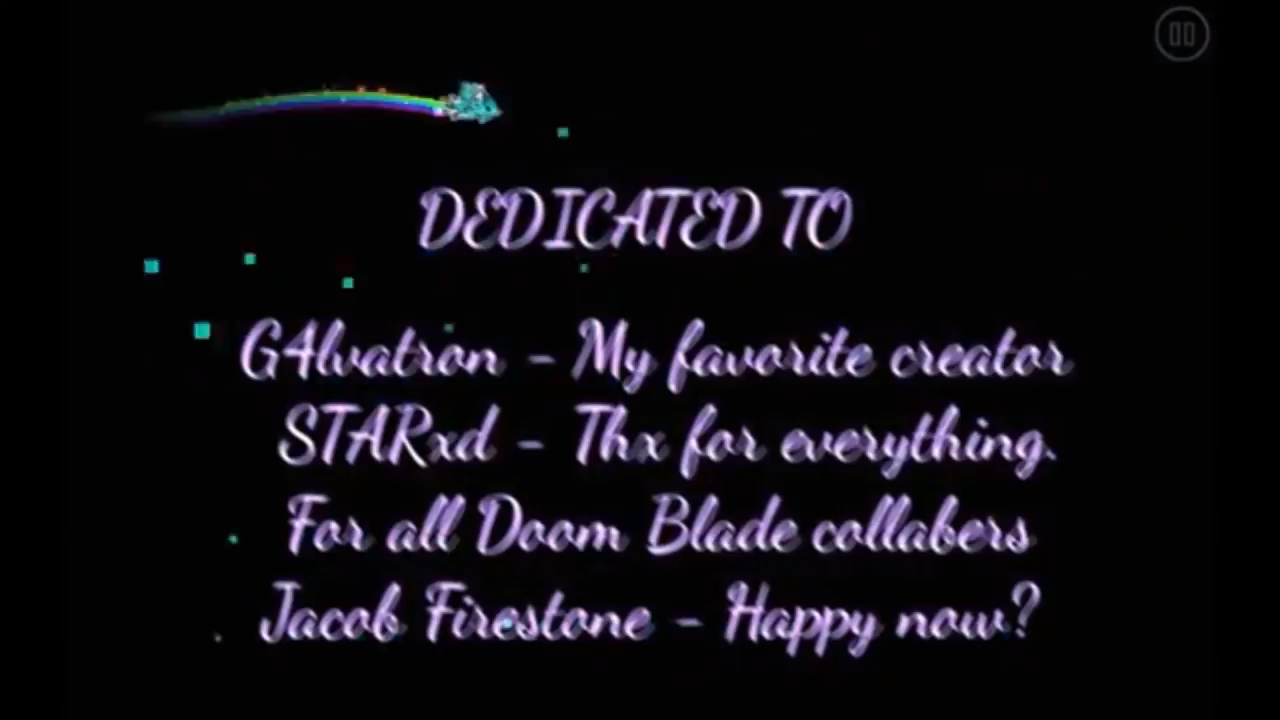 DEDICATED TO
G4lvatron - My favorite creator
STARxd - Thx for everything.
For all Doom Blade collabers
Jacob Firestone - Happy now?